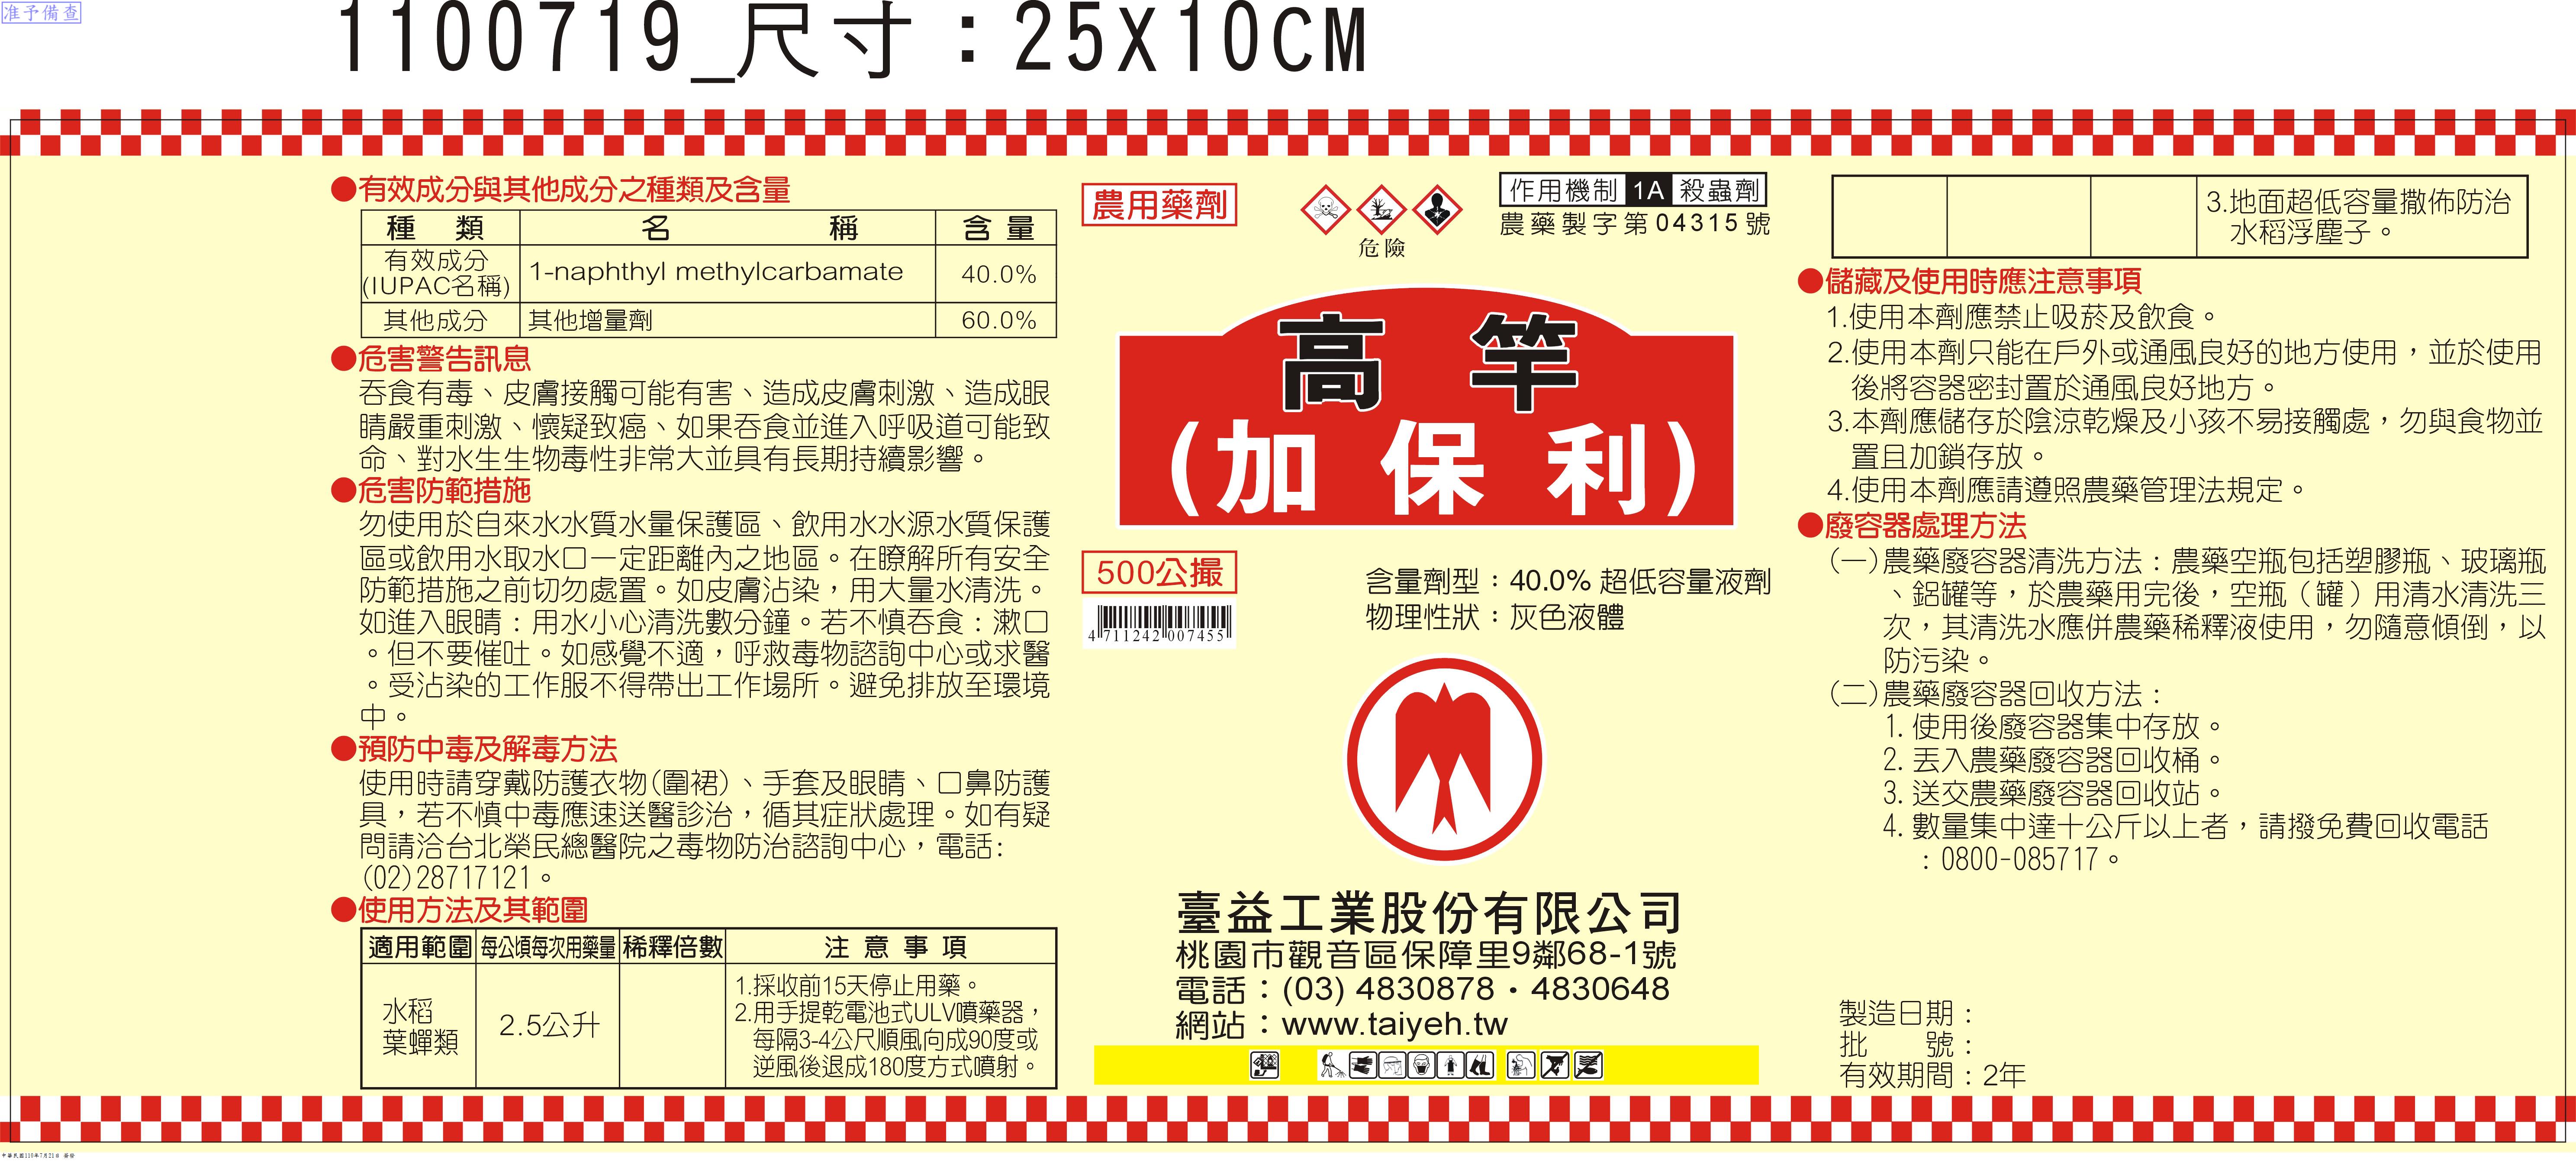 准予備查
1100719_尺寸：25X10CM
●有效成分與其他成分之種類及含量
種 類 名 稱 含量
有效成分
(IUPAC名稱) 1-naphthyl methylcarbamate 40.0%
其他成分 其他增量劑 60.0%
●危害警告訊息
吞食有毒、皮膚接觸可能有害、造成皮膚刺激、造成眼
睛嚴重刺激、懷疑致癌、如果吞食並進入呼吸道可能致
命、對水生生物毒性非常大並具有長期持續影響。
●危害防範措施
勿使用於自來水水質水量保護區、飲用水水源水質保護
區或飲用水取水口一定距離內之地區。在瞭解所有安全
防範措施之前切勿處置。如皮膚沾染，用大量水清洗。
如進入眼睛：用水小心清洗數分鐘。若不慎吞食：漱口
。但不要催吐。如感覺不適，呼救毒物諮詢中心或求醫
。受沾染的工作服不得帶出工作場所。避免排放至環境
中。
●預防中毒及解毒方法
使用時請穿戴防護衣物(圍裙)、手套及眼睛、口鼻防護
具，若不慎中毒應速送醫診治，循其症狀處理。如有疑
問請洽台北榮民總醫院之毒物防治諮詢中心，電話:
(02)28717121。
●使用方法及其範圍
適用範圍 每公頃每次用藥量 稀釋倍數 注意事項
水稻
葉蟬類
2.5公升
1.採收前15天停止用藥。
2.用手提乾電池式ULV噴藥器，
每隔3-4公尺順風向成90度或
逆風後退成180度方式噴射。
農用藥劑
危險
作用機制 1A 殺蟲劑
農藥製字第04315號
高竿
(加保利)
500公撮
4711242007455
含量劑型：40.0% 超低容量液劑
物理性狀：灰色液體
臺益工業股份有限公司
桃園市觀音區保障里9鄰68-1號
電話：(03) 4830878・4830648
網站：www.taiyeh.tw
3.地面超低容量撒佈防治
水稻浮塵子。
●儲藏及使用時應注意事項
1.使用本劑應禁止吸菸及飲食。
2.使用本劑只能在戶外或通風良好的地方使用，並於使用
後將容器密封置於通風良好地方。
3.本劑應儲存於陰涼乾燥及小孩不易接觸處，勿與食物並
置且加鎖存放。
4.使用本劑應請遵照農藥管理法規定。
●廢容器處理方法
(一)農藥廢容器清洗方法：農藥空瓶包括塑膠瓶、玻璃瓶
、鋁罐等，於農藥用完後，空瓶（罐）用清水清洗三
次，其清洗水應併農藥稀釋液使用，勿隨意傾倒，以
防污染。
(二)農藥廢容器回收方法：
1. 使用後廢容器集中存放。
2. 丟入農藥廢容器回收桶。
3. 送交農藥廢容器回收站。
4. 數量集中達十公斤以上者，請撥免費回收電話
：0800-085717。
製造日期：
批 號：
有效期間：2年